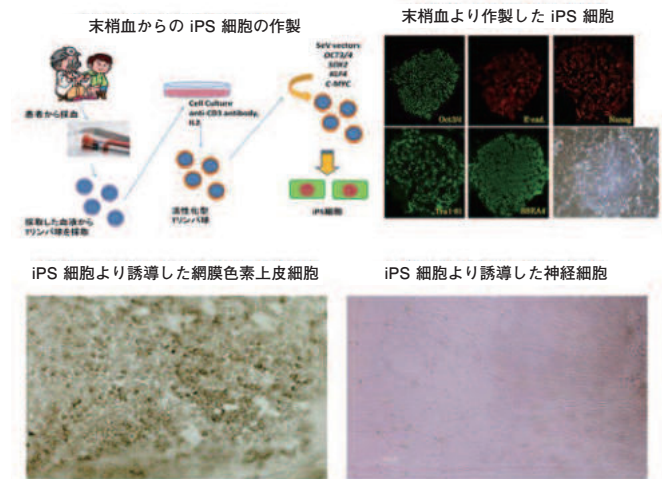 末梢血からの iPS 細胞の作製
末梢血より作製した iPS 細胞
患者から採血
採取した血液から
Tリンパ球を採取
Cell Culture
anti-CD3 antibody,
IL2
活性化型
Tリンパ球
SeV vectors
OCT3/4
SOX2
KLF4
C-MYC
iPS細胞
Oct3/4
E-cad.
Nanog
Tra1-81
SSEA4
iPS 細胞より誘導した網膜色素上皮細胞
iPS 細胞より誘導した神経細胞